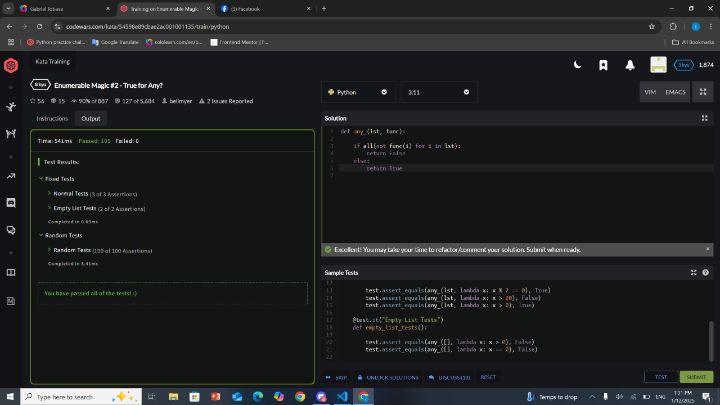 Gabriel Tobasa
Training on Enumerable Magic
(3) Facebook
codewars.com/kata/54598e89cbae2ac001001135/train/python
Python practice chal...
Google Translate
sololearn.com/en/p...
Frontend Mentor | F...
All Bookmarks
Kata Training
1,874
8 kyu
Enumerable Magic #2 - True for Any?
56
15
90% of 887
127 of 5,684
bellmyer
2 Issues Reported
Python
3.11
VIM
EMACS
Instructions
Output
Solution
Time: 541ms Passed: 105 Failed: 0
Test Results:
Fixed Tests
Normal Tests (3 of 3 Assertions)
Empty List Tests (2 of 2 Assertions)
Completed in 0.09ms
Random Tests
Random Tests (100 of 100 Assertions)
Completed in 8.41ms
You have passed all of the tests! :)
1 def any_(lst, func):
2
3 if all(not func(i) for i in lst):
4 return False
5 else:
6 return True
7
Excellent! You may take your time to refactor/comment your solution. Submit when ready.
Sample Tests
12
13 test.assert_equals(any_(lst, lambda x: x % 2 == 0), True)
14 test.assert_equals(any_(lst, lambda x: x > 20), False)
15 test.assert_equals(any_(lst, lambda x: x > 0), True)
16
17 @test.it("Empty List Tests")
18 def empty_list_tests():
19
20 test.assert_equals(any_([], lambda x: x > 0), False)
21 test.assert_equals(any_([], lambda x: x == 0), False)
22
SKIP
UNLOCK SOLUTIONS
DISCUSS (13)
RESET
TEST
SUBMIT
Type here to search
Temps to drop
ENG
1:21 PM
1/12/2025